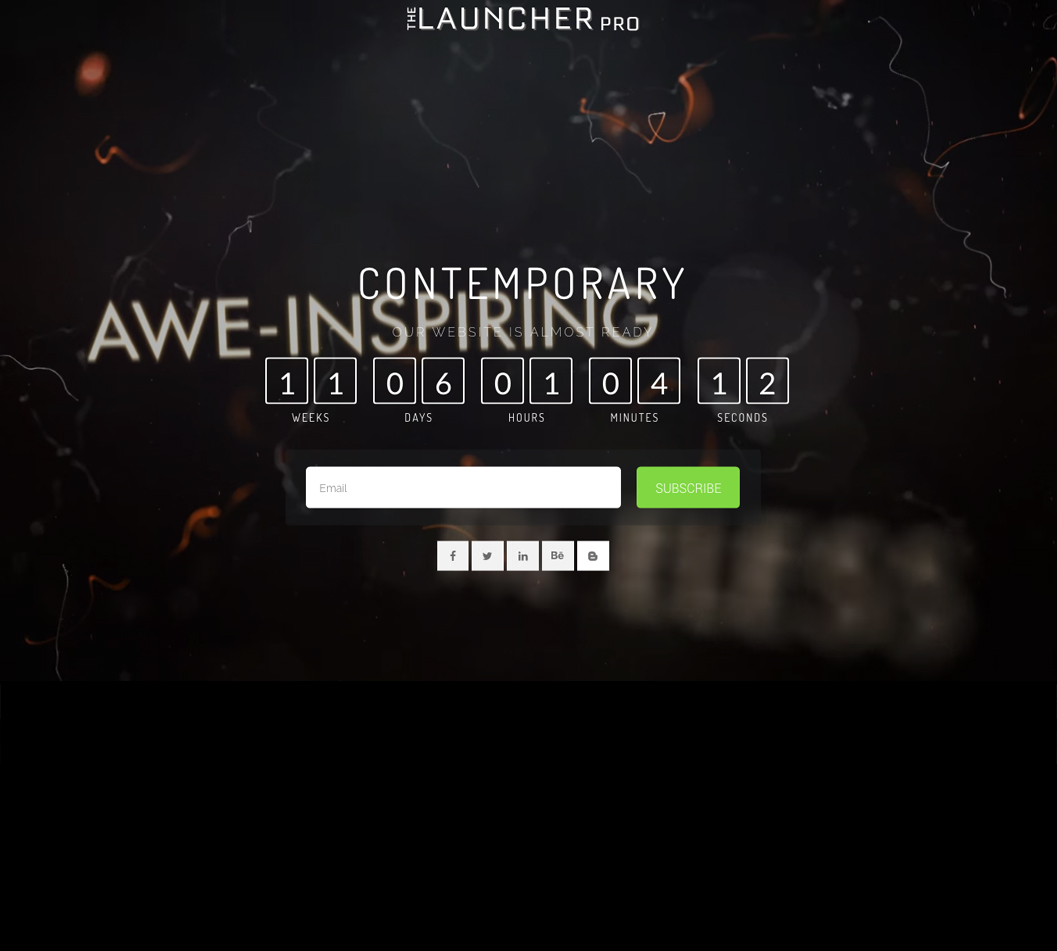 THE LAUNCHER PRO
CONTEMPORARY
AWE-INSPIRING
OUR WEBSITE IS ALMOST READY
1 1 0 6 0 1 0 4 1 2
WEEKS DAYS HOURS MINUTES SECONDS
Email SUBSCRIBE
f in Bē